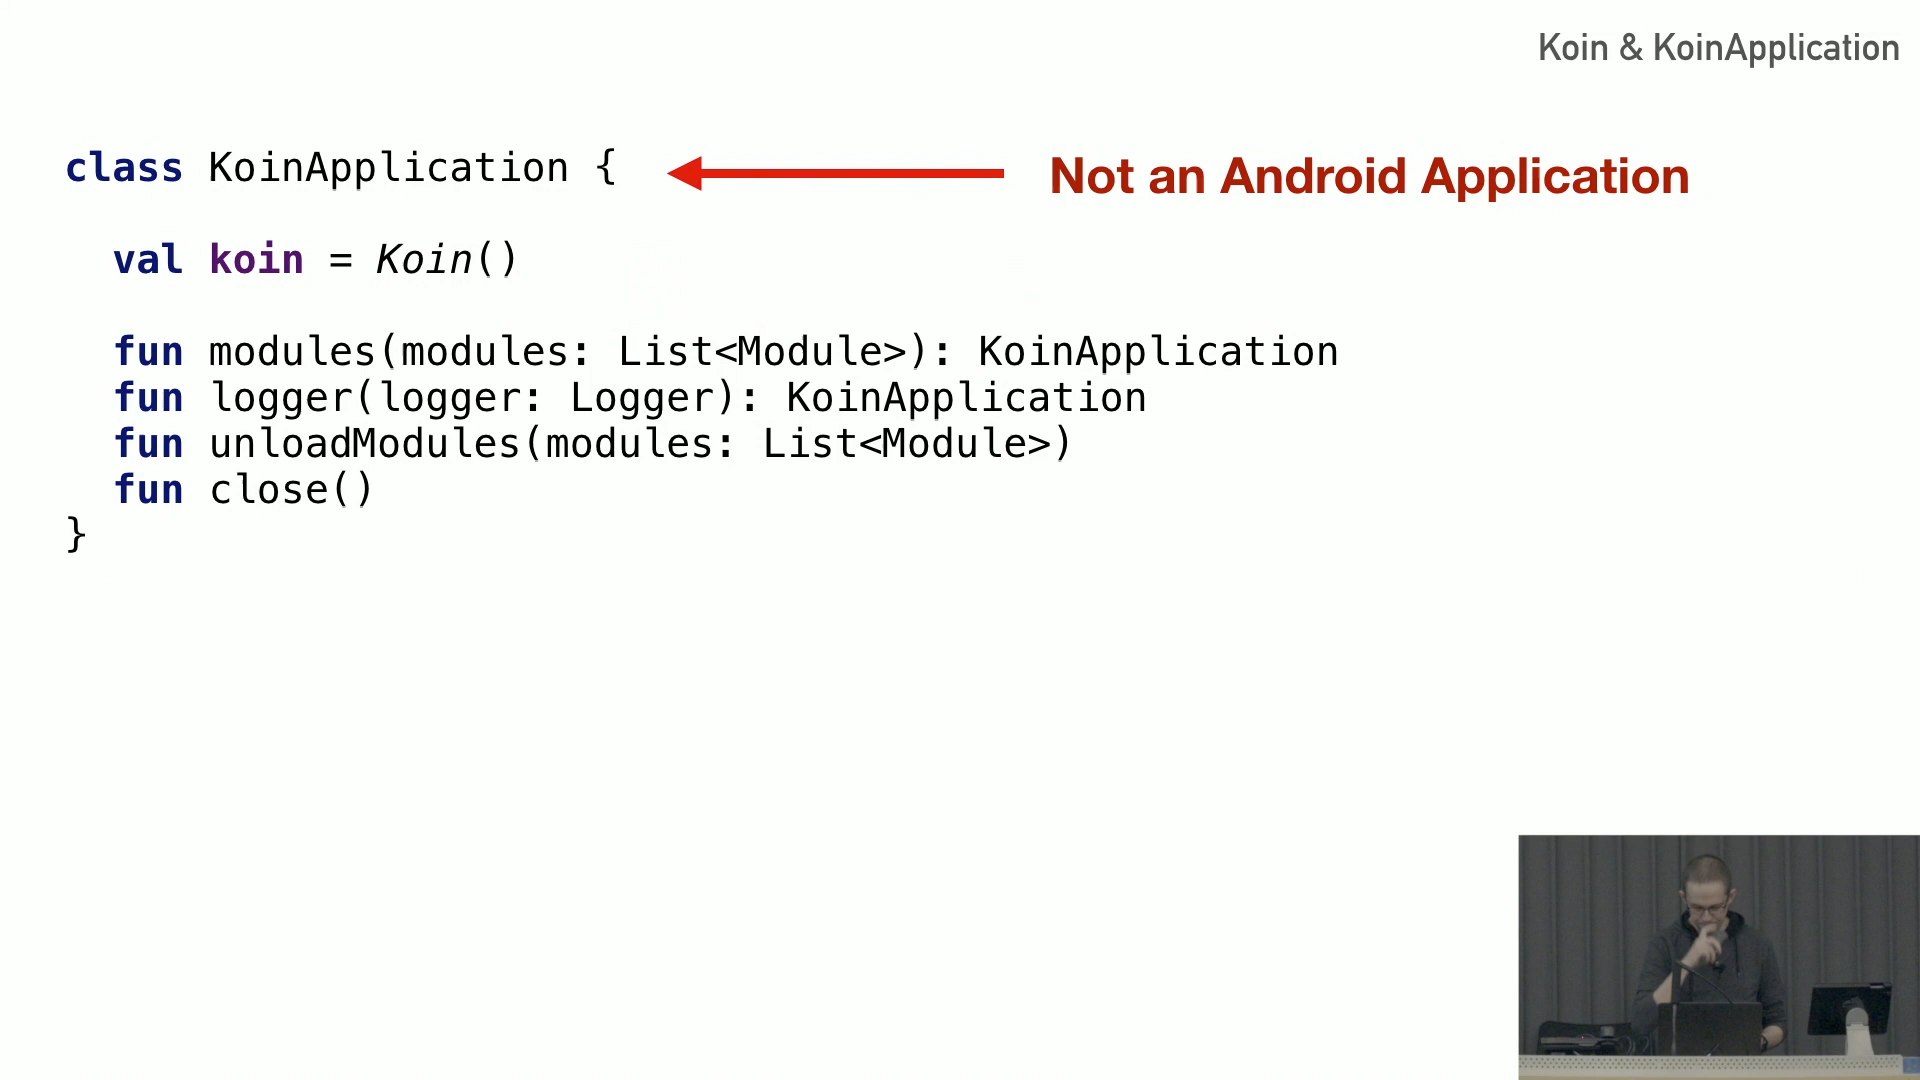 Koin & KoinApplication
class KoinApplication {
Not an Android Application
val koin = Koin()
fun modules(modules: List<Module>): KoinApplication
fun logger(logger: Logger): KoinApplication
fun unloadModules(modules: List<Module>)
fun close()
}